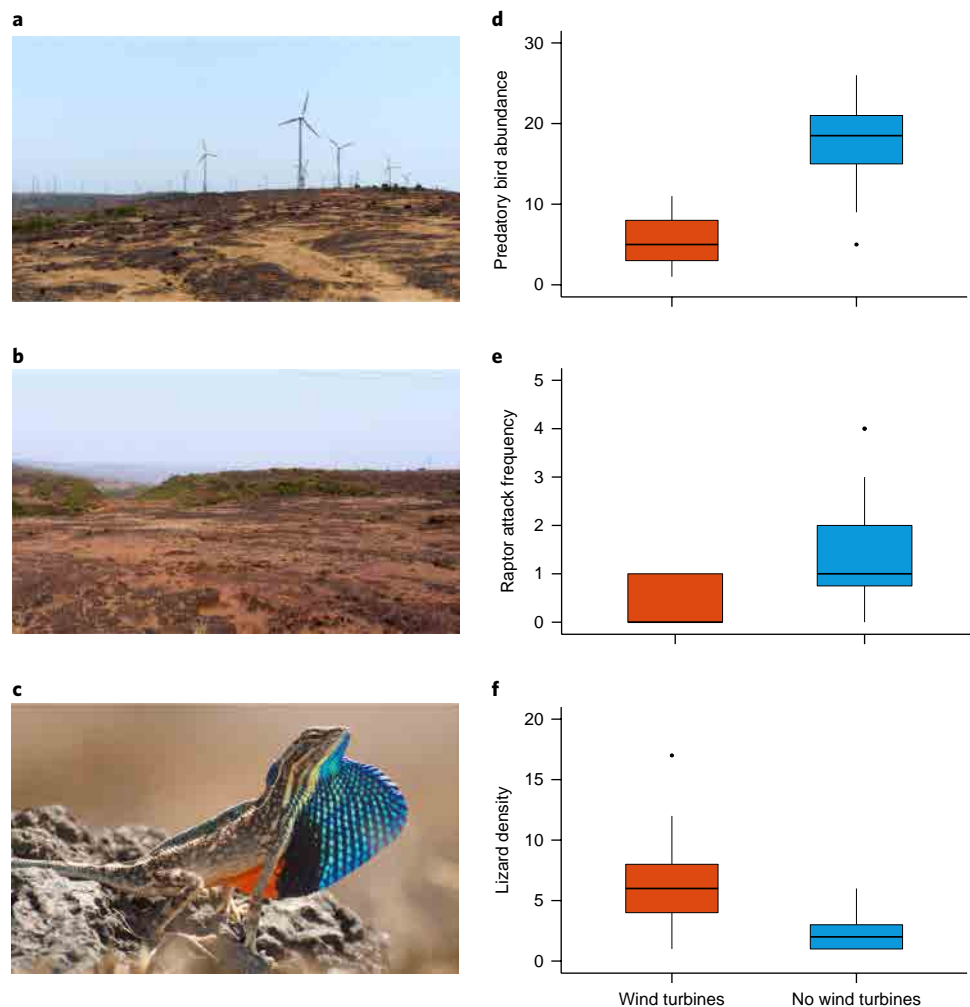 a
b
c
d
Predatory bird abundance
30
20
10
0
e
Raptor attack frequency
5
4
3
2
1
0
f
Lizard density
20
15
10
5
0
Wind turbines
No wind turbines